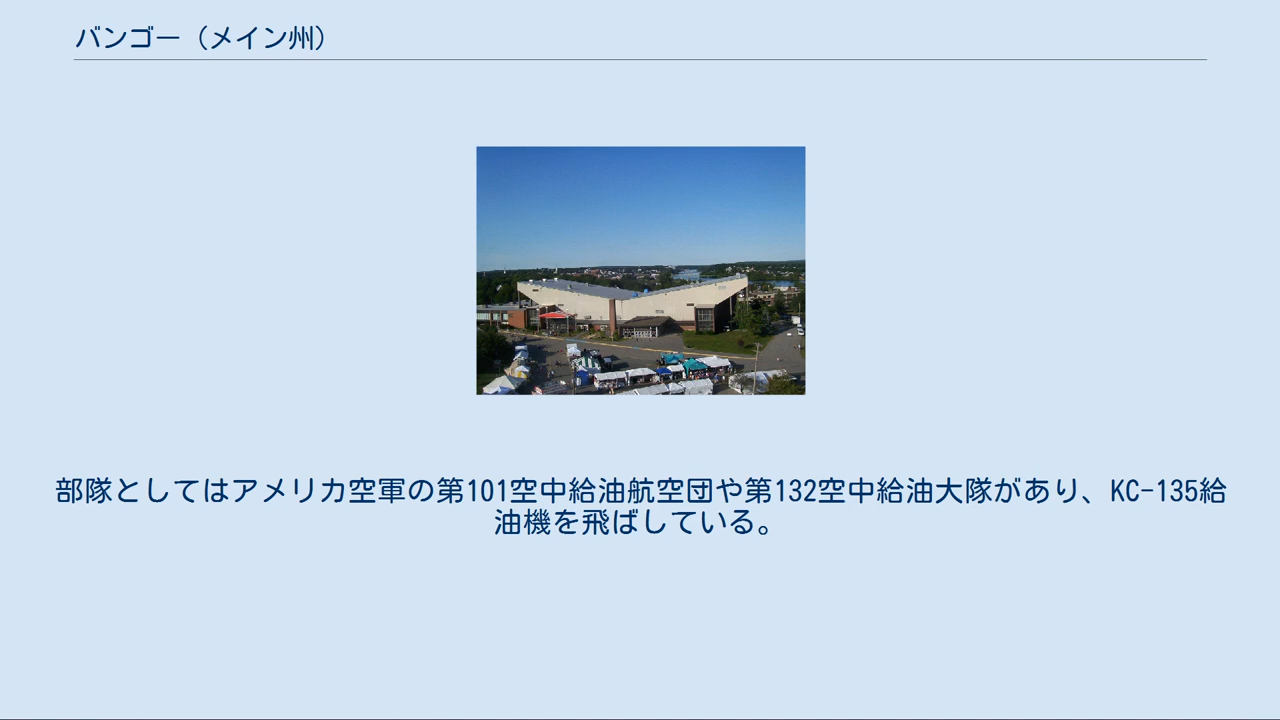 バンゴー（メイン州）
部隊としてはアメリカ空軍の第101空中給油航空団や第132空中給油大隊があり、KC-135給
油機を飛ばしている。